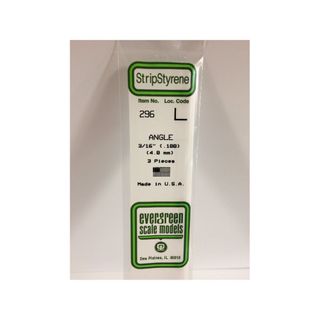 StripStyrene
Item No. Loc. Code
296
ANGLE
3/16" (.188)
(4.8 mm)
3 Pieces
Made in U.S.A.
evergreen
scale models
Des Plaines, IL 60018